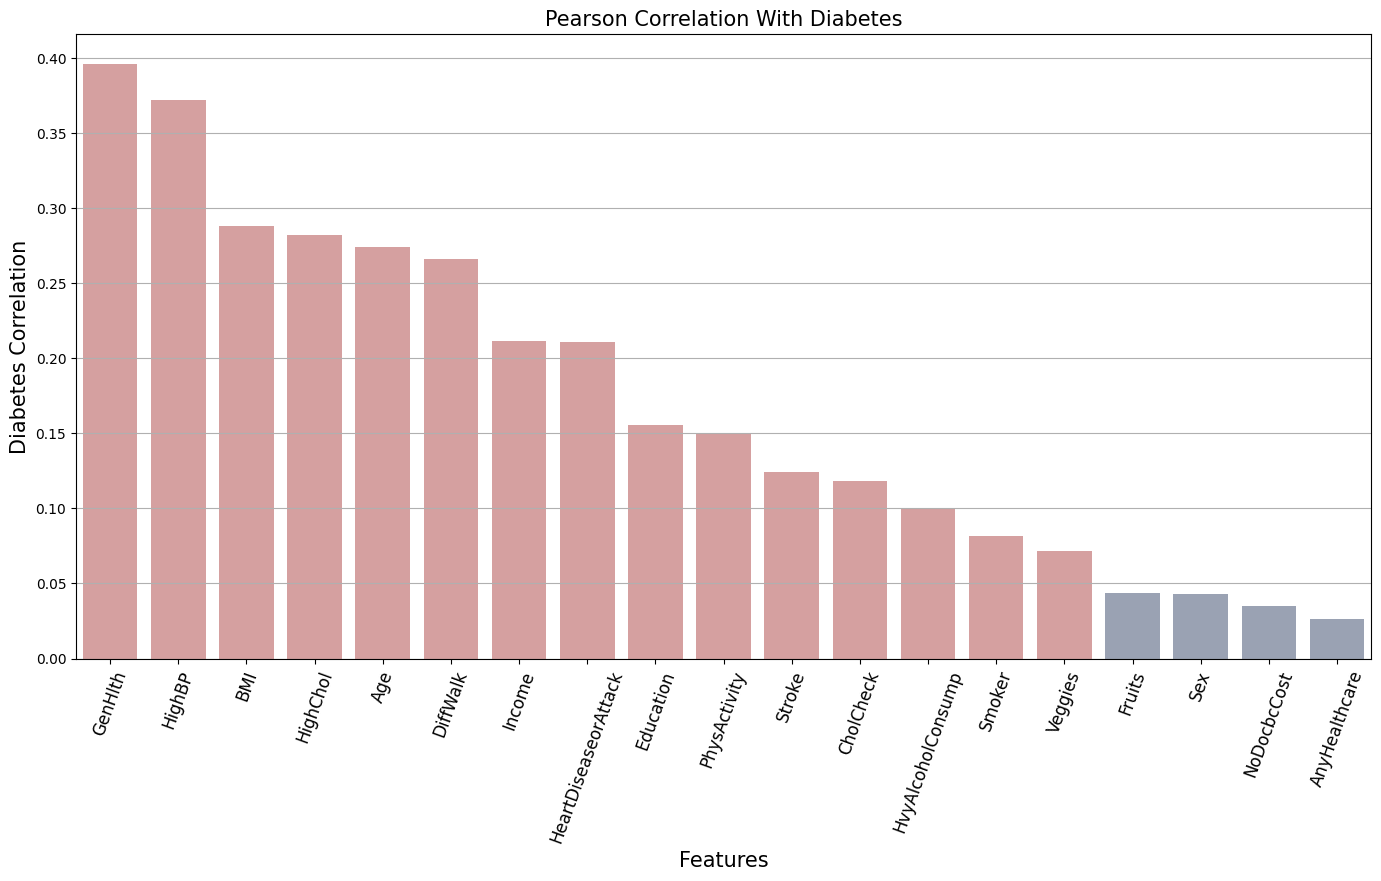 Pearson Correlation With Diabetes
Diabetes Correlation
0.40
0.35
0.30
0.25
0.20
0.15
0.10
0.05
0.00
GenHlth
HighBP
BMI
HighChol
Age
DiffWalk
Income
HeartDiseaseorAttack
Education
PhysActivity
Stroke
CholCheck
HvyAlcoholConsump
Smoker
Veggies
Fruits
Sex
NoDocbcCost
AnyHealthcare
Features